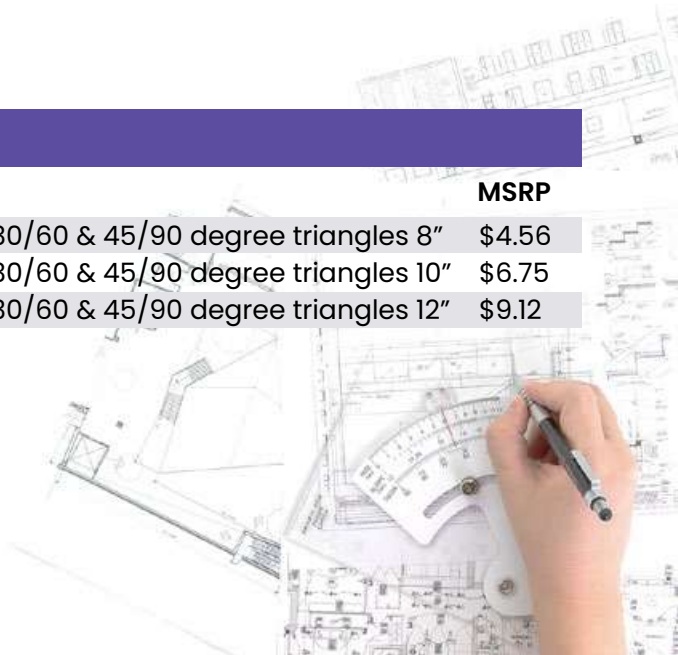 MSRP
30/60 & 45/90 degree triangles 8” $4.56
30/60 & 45/90 degree triangles 10” $6.75
30/60 & 45/90 degree triangles 12” $9.12